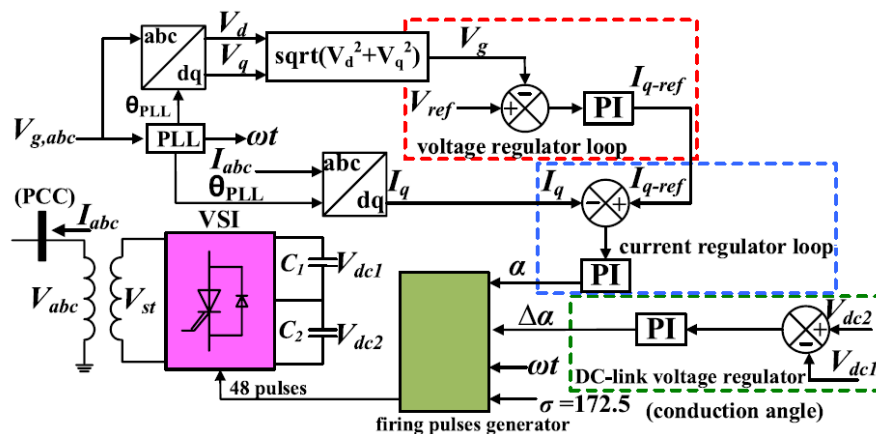 abc
dq
V_d
V_q
sqrt(V_d^2+V_q^2)
V_g
V_ref
+
−
PI
I_q-ref
voltage regulator loop
θ_PLL
V_g,abc
PLL
ωt
I_abc
θ_PLL
abc
dq
I_q
I_q
−
+
I_q-ref
current regulator loop
PI
α
(PCC)
I_abc
VSI
V_abc
V_st
C_1
V_dc1
C_2
V_dc2
48 pulses
firing pulses generator
Δα
PI
+
−
V_dc2
V_dc1
DC-link voltage regulator
ωt
σ =172.5
(conduction angle)